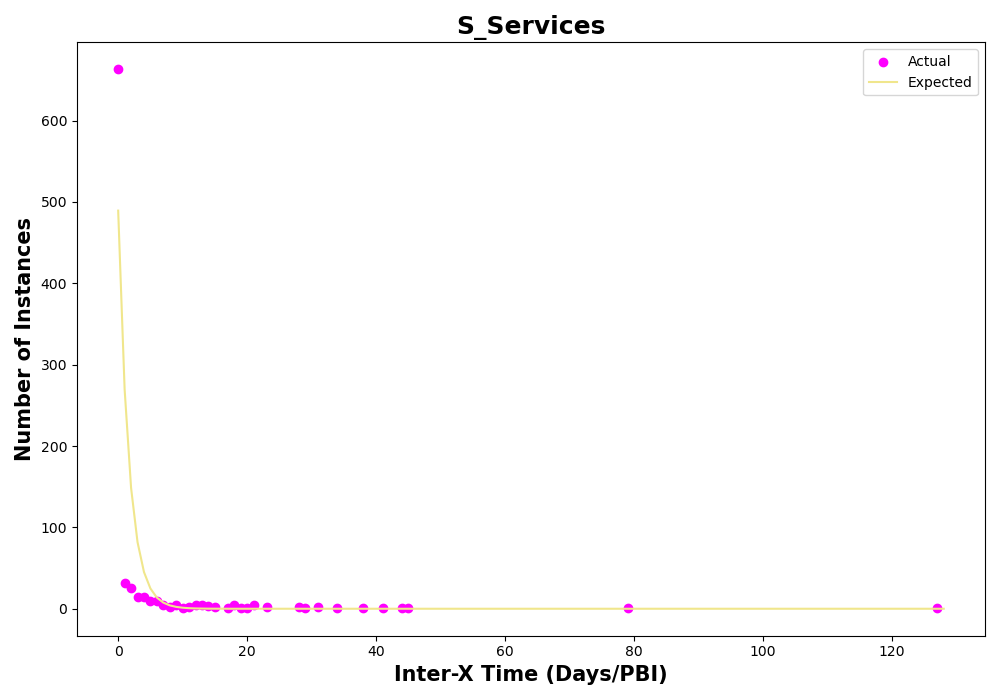 S_Services
Actual
Expected
Number of Instances
600
500
400
300
200
100
0
0 20 40 60 80 100 120
Inter-X Time (Days/PBI)